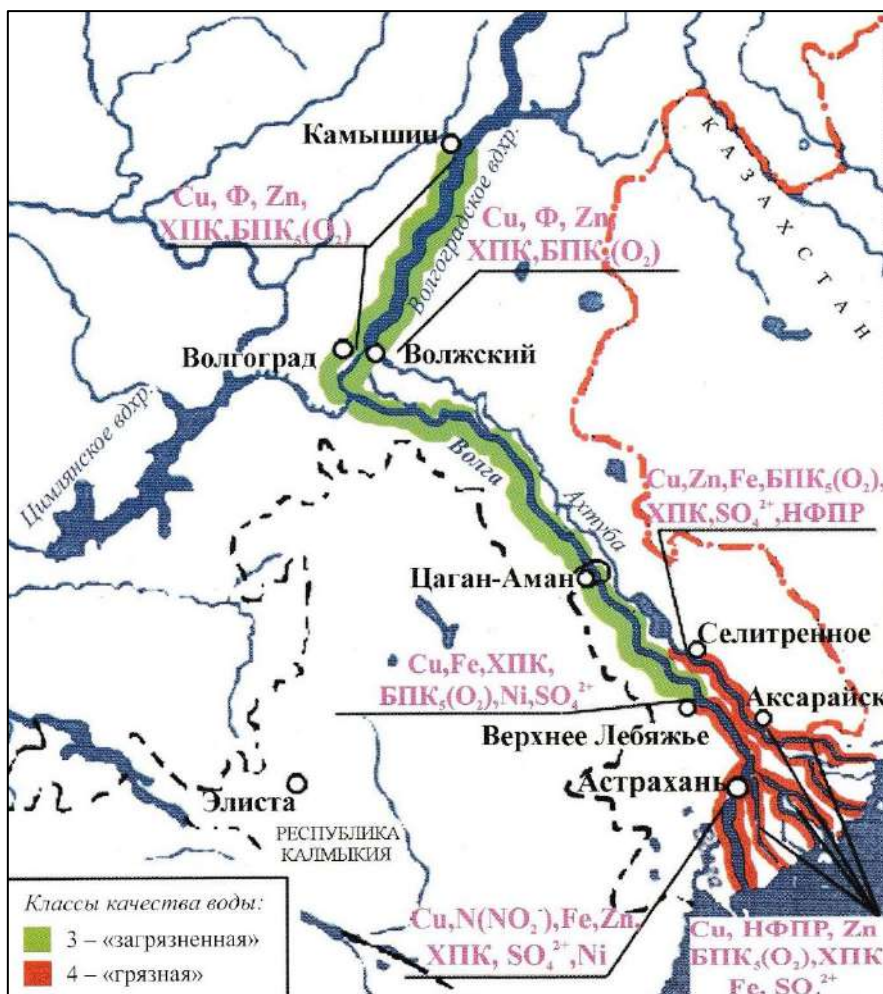 Камышин
Cu, Ф, Zn,
ХПК,БПК₅(O₂)
Волгоградское вдхр.
Cu, Ф, Zn,
ХПК,БПК₅(O₂)
КАЗАХСТАН
Волгоград
Волжский
Цимлянское вдхр.
Волга
Ахтуба
Cu,Zn,Fe,БПК₅(O₂),
ХПК,SO₄²⁺,НФПР
Цаган-Аман
Селитренное
Cu,Fe,ХПК,
БПК₅(O₂),Ni,SO₄²⁺
Аксарайск
Верхнее Лебяжье
Астрахань
Элиста
РЕСПУБЛИКА
КАЛМЫКИЯ
Cu,N(NO₂⁻),Fe,Zn,
ХПК, SO₄²⁺,Ni
Cu, НФПР, Zn
БПК₅(O₂),ХПК
Fe, SO₄²⁺
Классы качества воды:
3 – «загрязненная»
4 – «грязная»